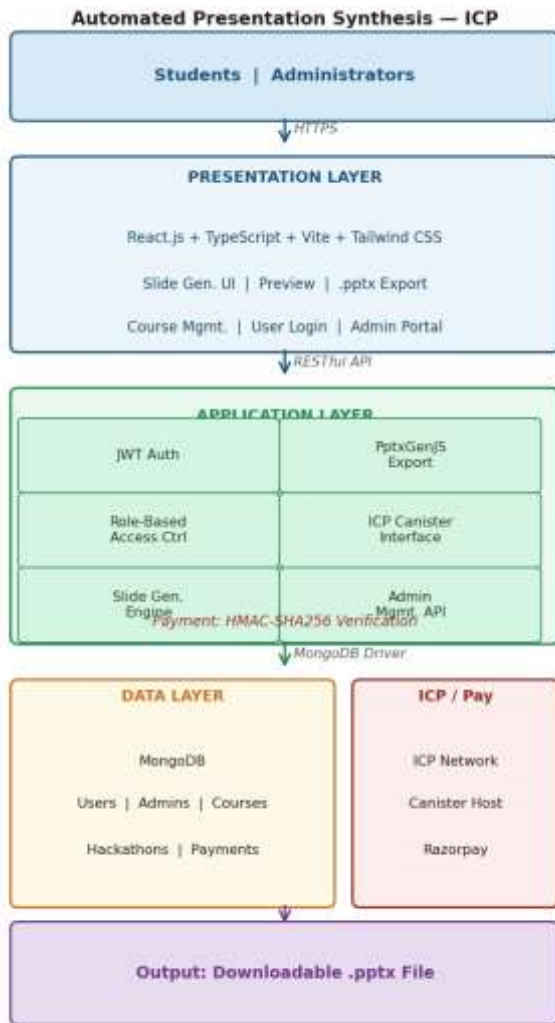 Automated Presentation Synthesis — ICP
Students | Administrators
HTTPS
PRESENTATION LAYER
React.js + TypeScript + Vite + Tailwind CSS
Slide Gen. UI | Preview | .pptx Export
Course Mgmt. | User Login | Admin Portal
RESTful API
APPLICATION LAYER
JWT Auth
PptxGenJS
Export
Role-Based
Access Ctrl
ICP Canister
Interface
Slide Gen.
Engine
Admin
Mgmt. API
Payment: HMAC-SHA256 Verification
MongoDB Driver
DATA LAYER
MongoDB
Users | Admins | Courses
Hackathons | Payments
ICP / Pay
ICP Network
Canister Host
Razorpay
Output: Downloadable .pptx File